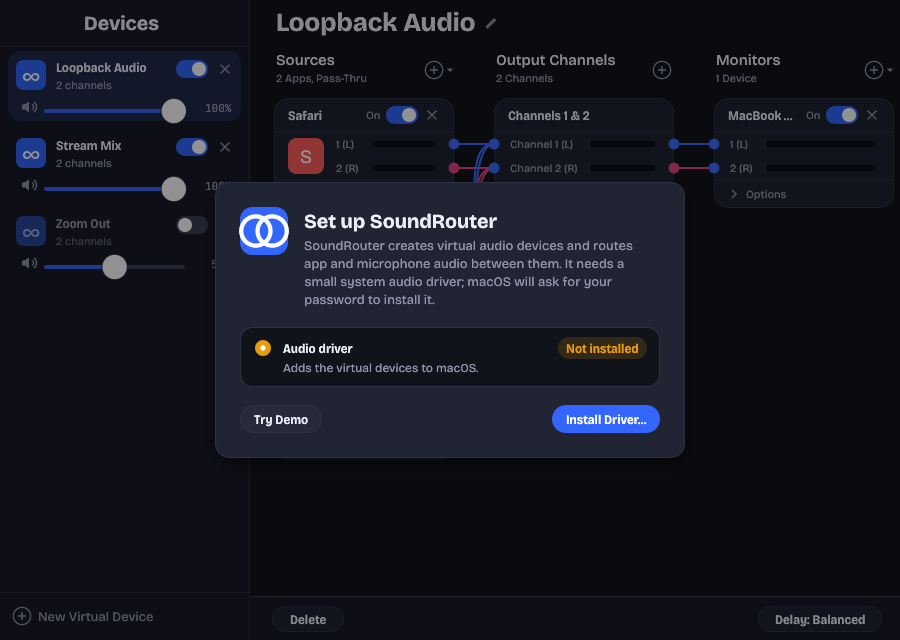 Devices
Loopback Audio
2 channels
100%
Stream Mix
2 channels
Zoom Out
2 channels
New Virtual Device
Loopback Audio
Sources
2 Apps, Pass-Thru
Output Channels
2 Channels
Monitors
1 Device
Safari
On
S
1 (L)
2 (R)
Channels 1 & 2
Channel 1 (L)
Channel 2 (R)
MacBook ...
On
1 (L)
2 (R)
Options
Set up SoundRouter
SoundRouter creates virtual audio devices and routes
app and microphone audio between them. It needs a
small system audio driver; macOS will ask for your
password to install it.
Audio driver
Not installed
Adds the virtual devices to macOS.
Try Demo
Install Driver...
Delete
Delay: Balanced